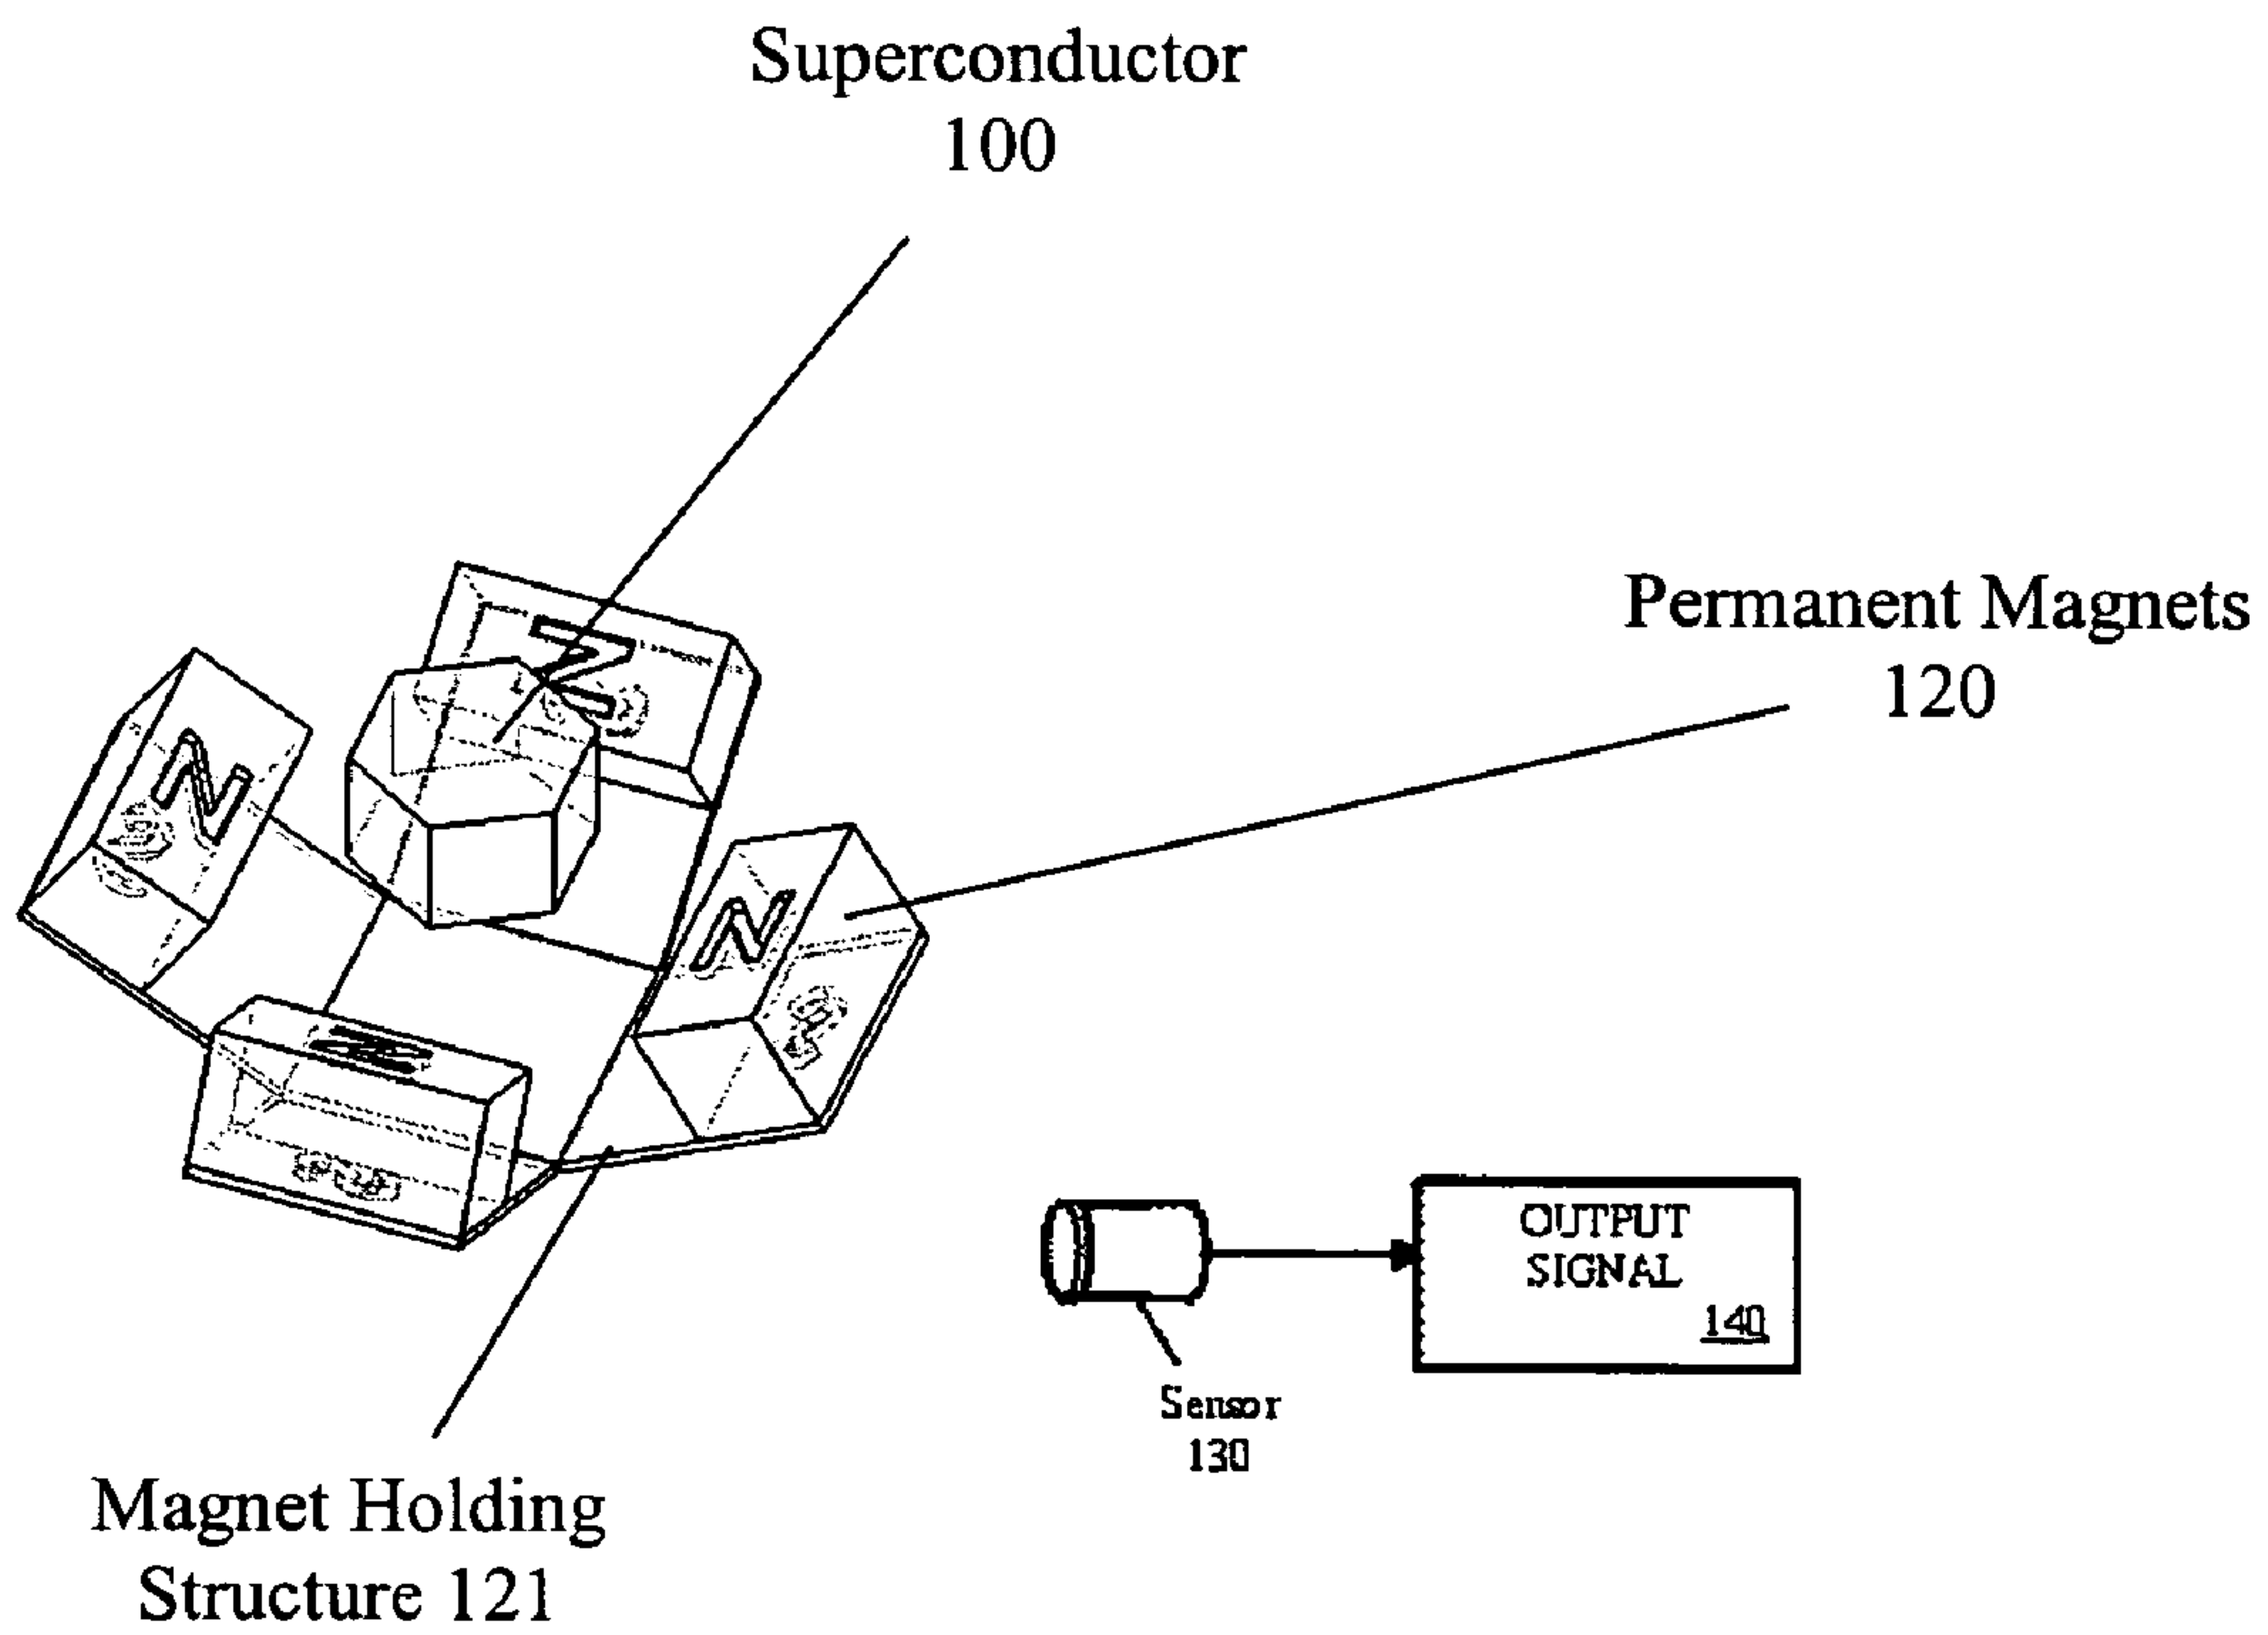 Superconductor
100
Permanent Magnets
120
N
N
N
N
OUTPUT
SIGNAL
140
Sensor
130
Magnet Holding
Structure 121